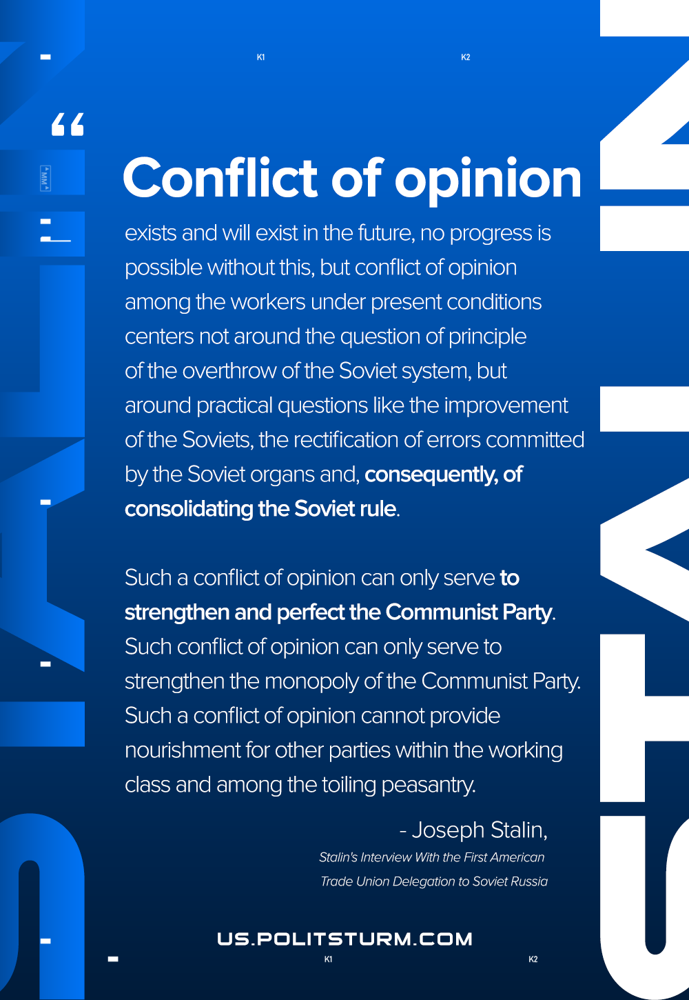 K1 K2
“
MM
Conflict of opinion
exists and will exist in the future, no progress is
possible without this, but conflict of opinion
among the workers under present conditions
centers not around the question of principle
of the overthrow of the Soviet system, but
around practical questions like the improvement
of the Soviets, the rectification of errors committed
by the Soviet organs and, consequently, of
consolidating the Soviet rule.
Such a conflict of opinion can only serve to
strengthen and perfect the Communist Party.
Such conflict of opinion can only serve to
strengthen the monopoly of the Communist Party.
Such a conflict of opinion cannot provide
nourishment for other parties within the working
class and among the toiling peasantry.
- Joseph Stalin,
Stalin's Interview With the First American
Trade Union Delegation to Soviet Russia
US.POLITSTURM.COM
K1 K2
STALIN
STALIN